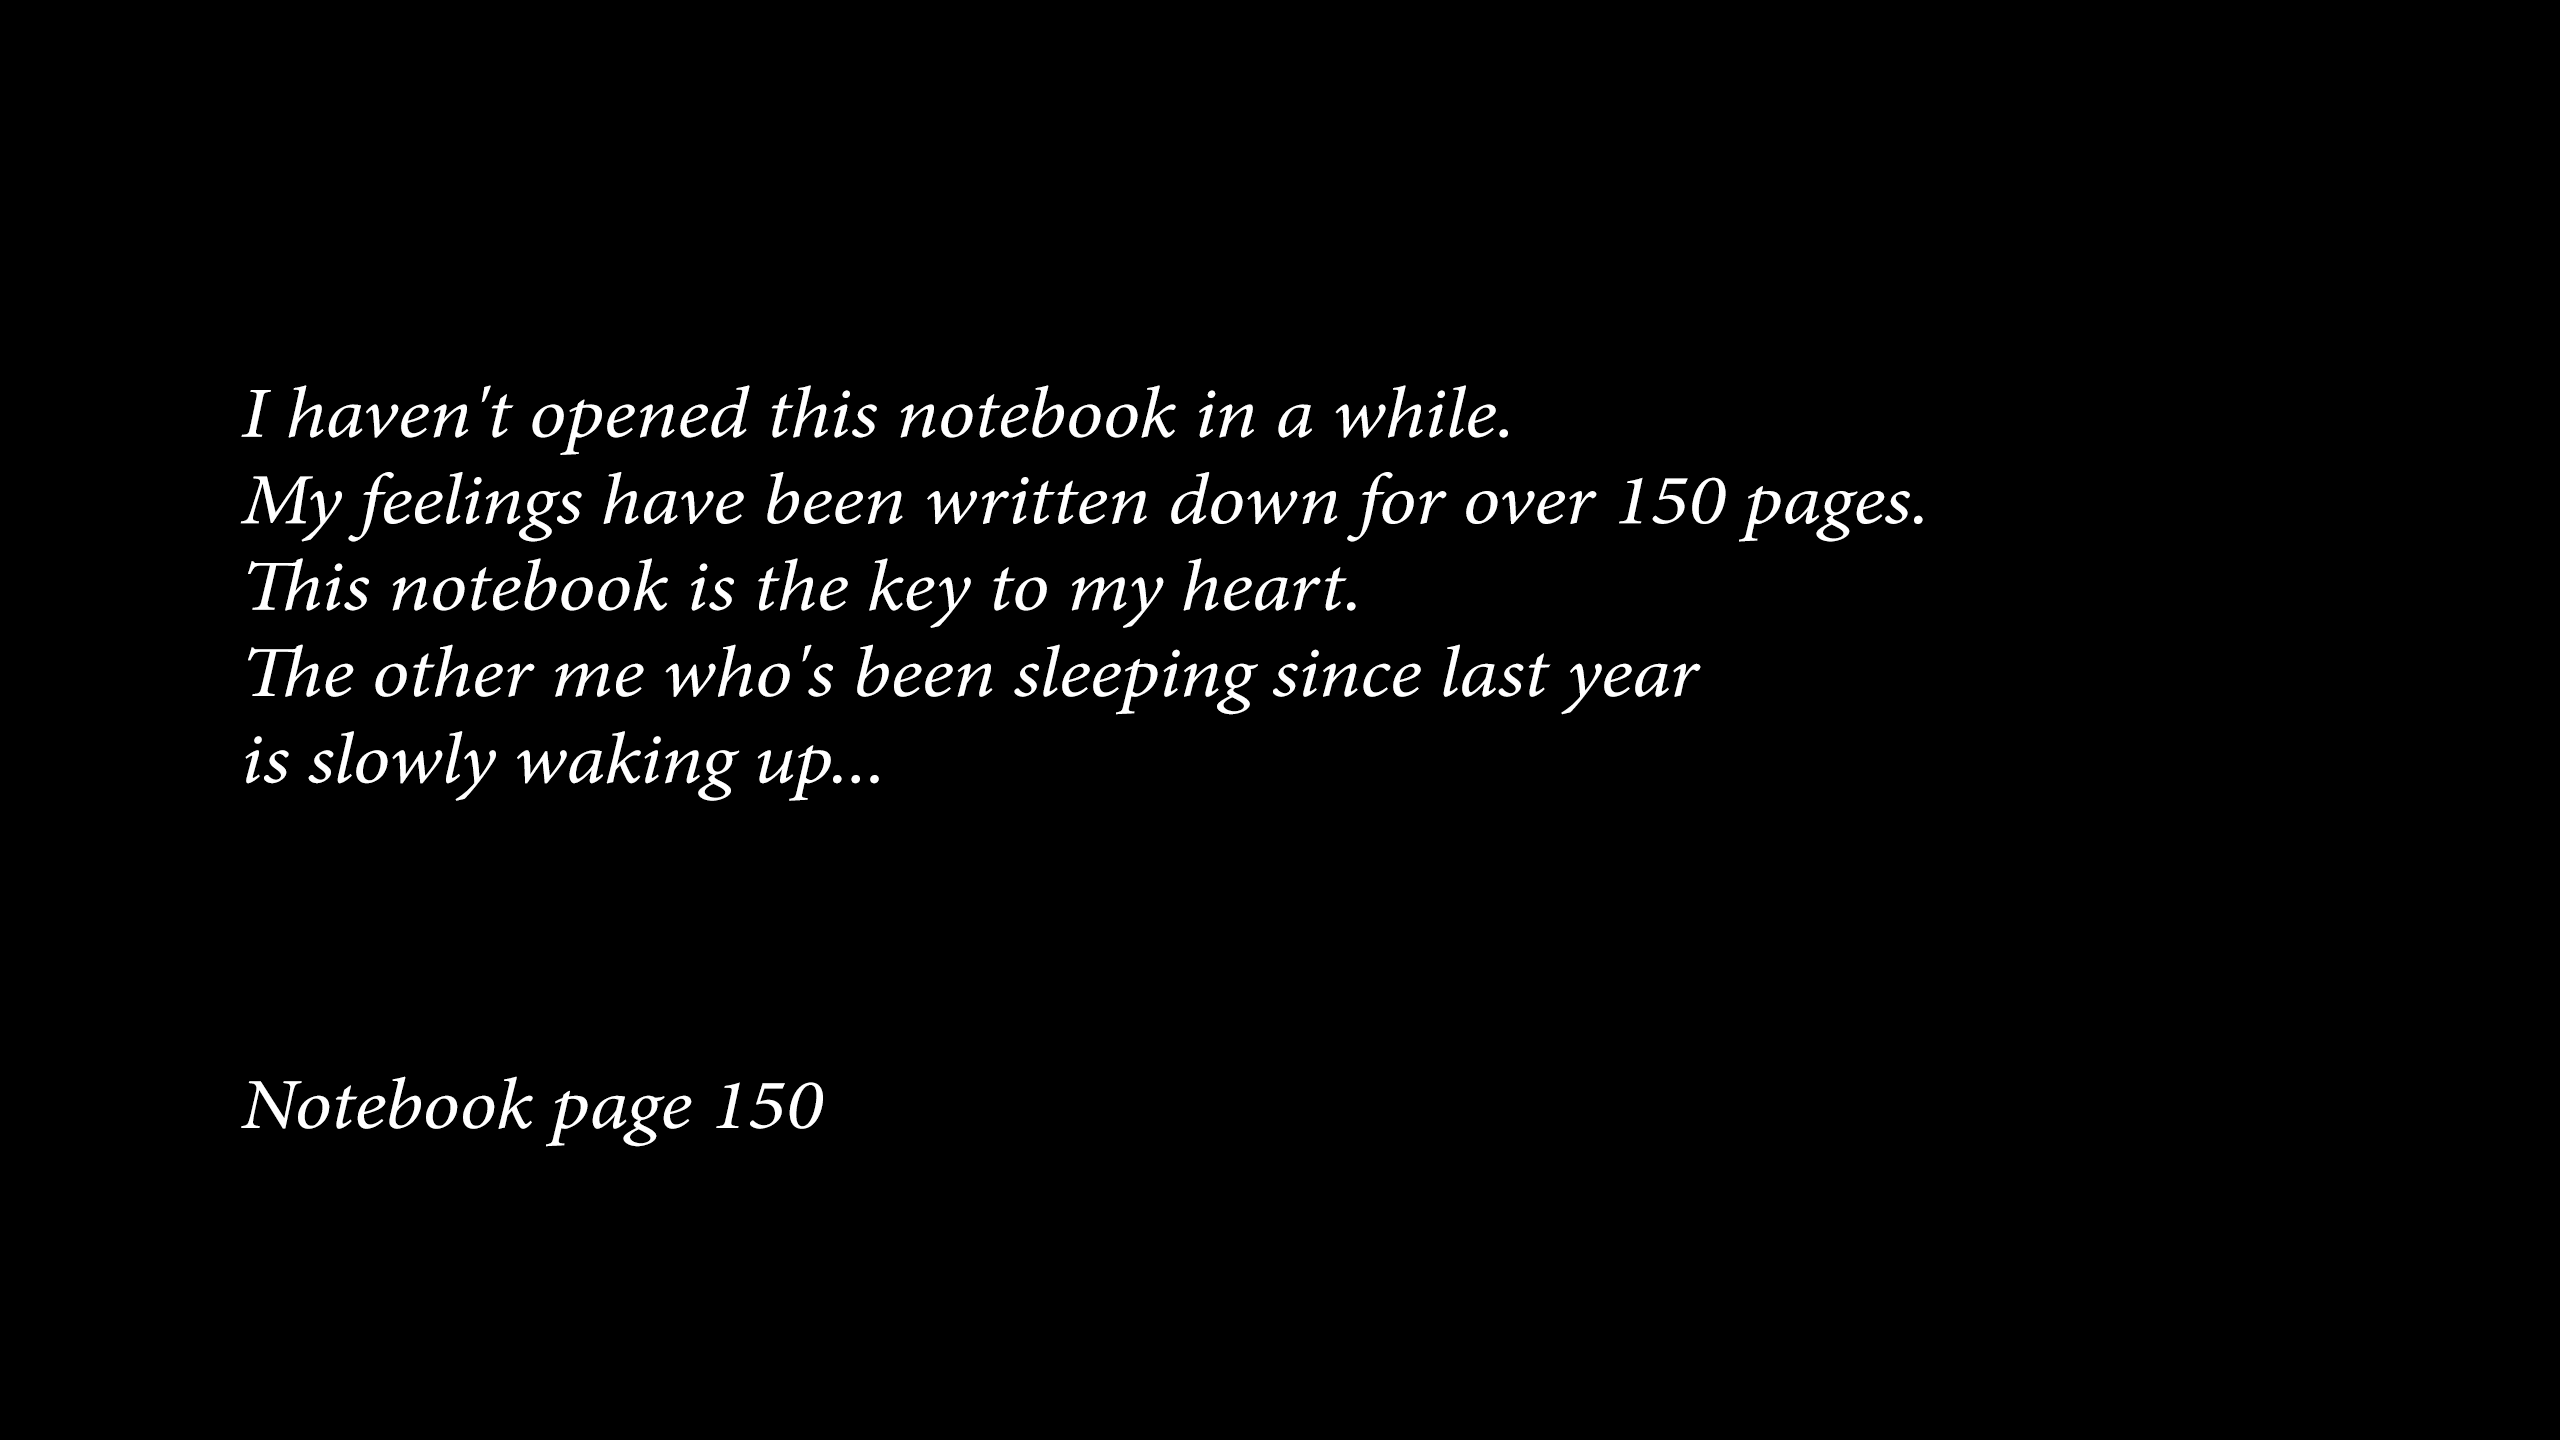 I haven't opened this notebook in a while.
My feelings have been written down for over 150 pages.
This notebook is the key to my heart.
The other me who's been sleeping since last year
is slowly waking up...
Notebook page 150